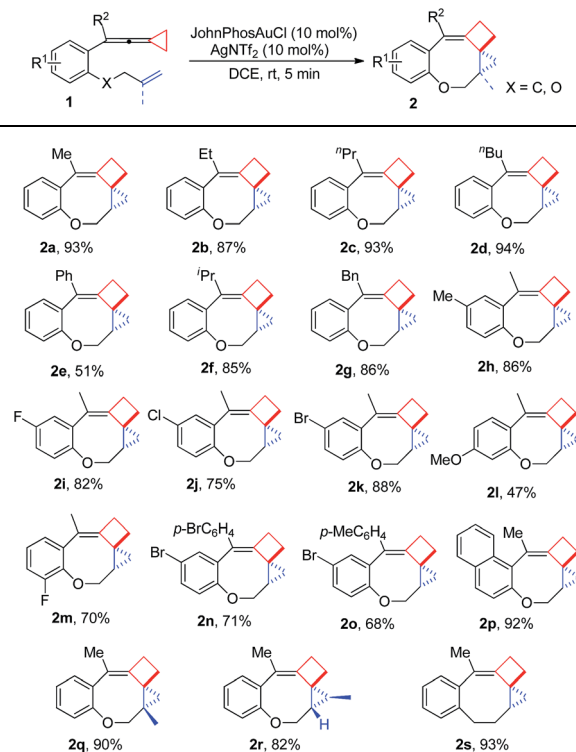 R² JohnPhosAuCl (10 mol%) R²
R¹ AgNTf₂ (10 mol%) R¹
X DCE, rt, 5 min O
1 2 X = C, O
Me Et ⁿPr ⁿBu
O O O O
2a, 93% 2b, 87% 2c, 93% 2d, 94%
Ph ⁱPr Bn Me
O O O O
2e, 51% 2f, 85% 2g, 86% 2h, 86%
F Cl Br MeO
O O O O
2i, 82% 2j, 75% 2k, 88% 2l, 47%
p-BrC₆H₄ p-MeC₆H₄ Me
Br Br
F O O O O
2m, 70% 2n, 71% 2o, 68% 2p, 92%
Me Me Me
O O H
2q, 90% 2r, 82% 2s, 93%